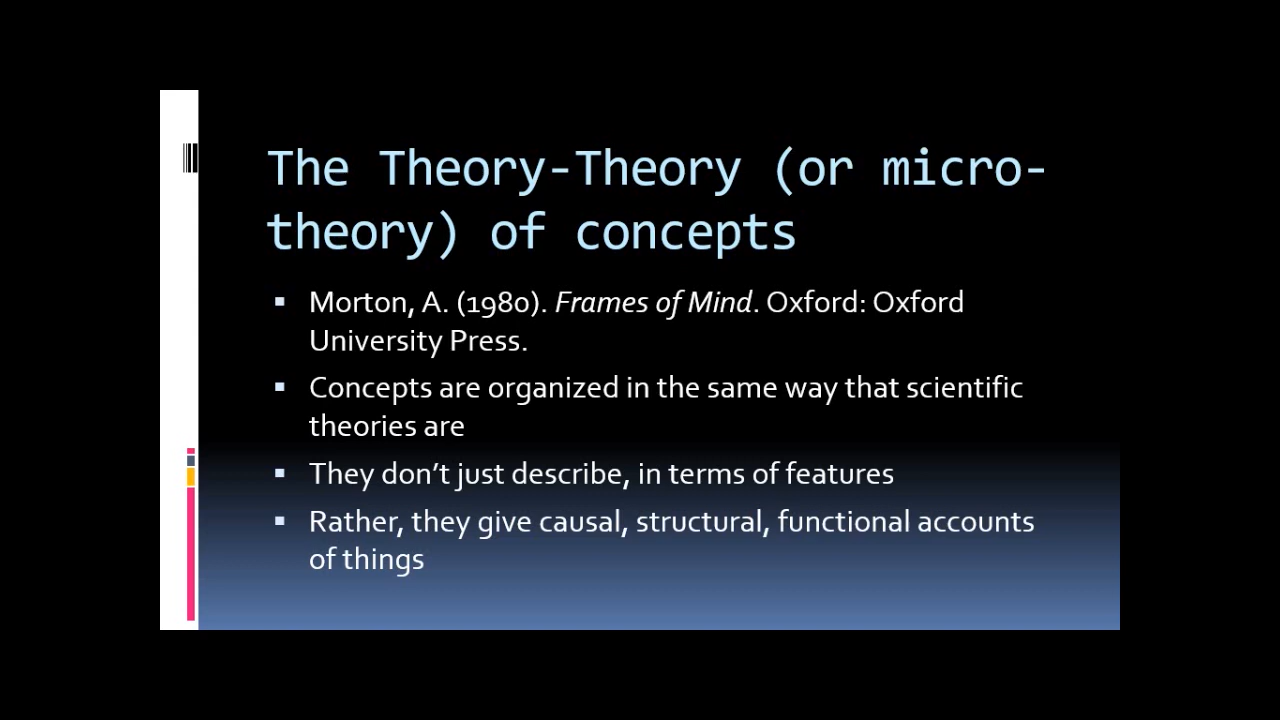 The Theory-Theory (or micro-
theory) of concepts
▪ Morton, A. (1980). Frames of Mind. Oxford: Oxford
University Press.
▪ Concepts are organized in the same way that scientific
theories are
▪ They don’t just describe, in terms of features
▪ Rather, they give causal, structural, functional accounts
of things